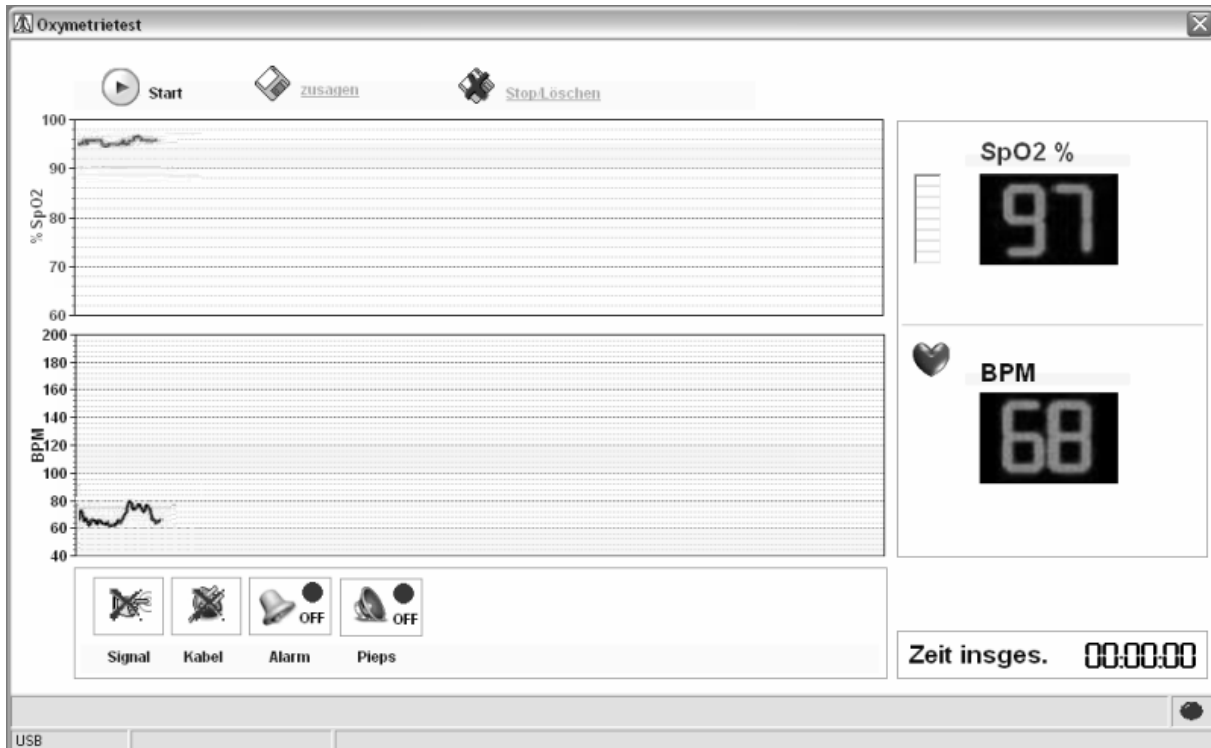 Oxymetrietest
Start zusagen Stop/Löschen
% SpO2
100
90
80
70
60
BPM
200
180
160
140
120
100
80
60
40
SpO2 %
97
BPM
68
OFF OFF
Signal Kabel Alarm Pieps
Zeit insges. 00:00:00
USB